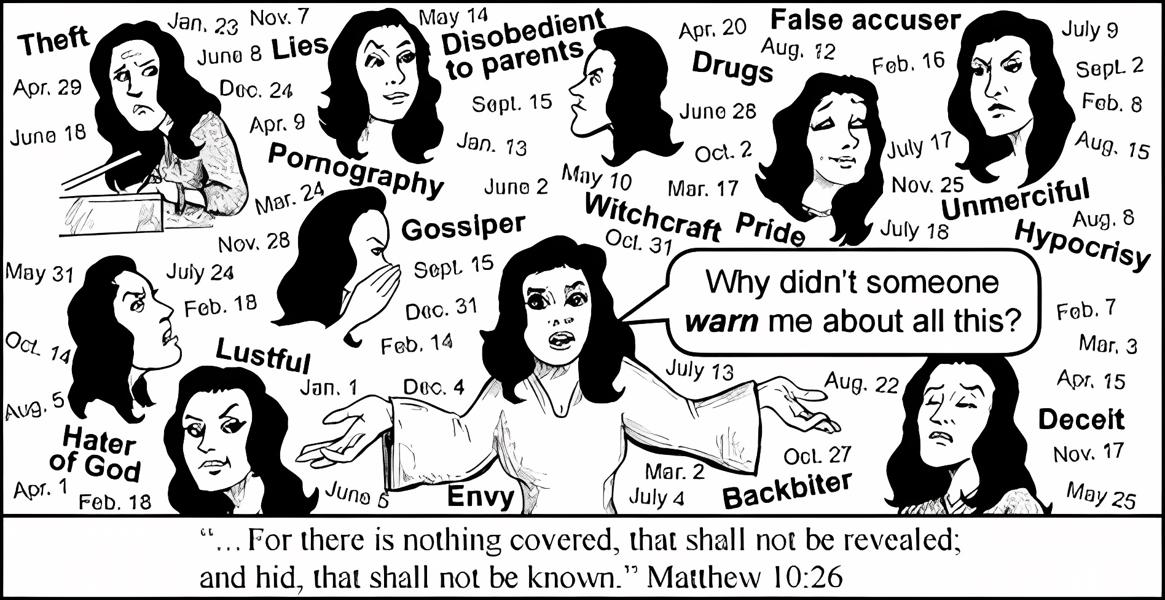 Theft
Jan. 23
Nov. 7
May 14
Disobedient
to parents
Apr. 20
False accuser
July 9
June 8
Lies
Drugs
Aug. 12
Feb. 16
Sept. 2
Apr. 29
Dec. 24
Sept. 15
June 28
Feb. 8
June 18
Apr. 9
Jan. 13
Oct. 2
July 17
Aug. 15
Pornography
June 2
May 10
Mar. 17
Nov. 25
Unmerciful
Mar. 24
Gossiper
Witchcraft
Pride
July 18
Aug. 8
Hypocrisy
Nov. 28
Oct. 31
May 31
July 24
Sept. 15
Why didn't someone
warn me about all this?
Feb. 18
Dec. 31
Feb. 7
Oct. 14
Lustful
Feb. 14
Mar. 3
Aug. 5
Jan. 1
Dec. 4
July 13
Aug. 22
Apr. 15
Hater
of God
Deceit
Oct. 27
Nov. 17
Apr. 1
Feb. 18
June 5
Envy
Mar. 2
July 4
Backbiter
May 25
“... For there is nothing covered, that shall not be revealed;
and hid, that shall not be known.” Matthew 10:26